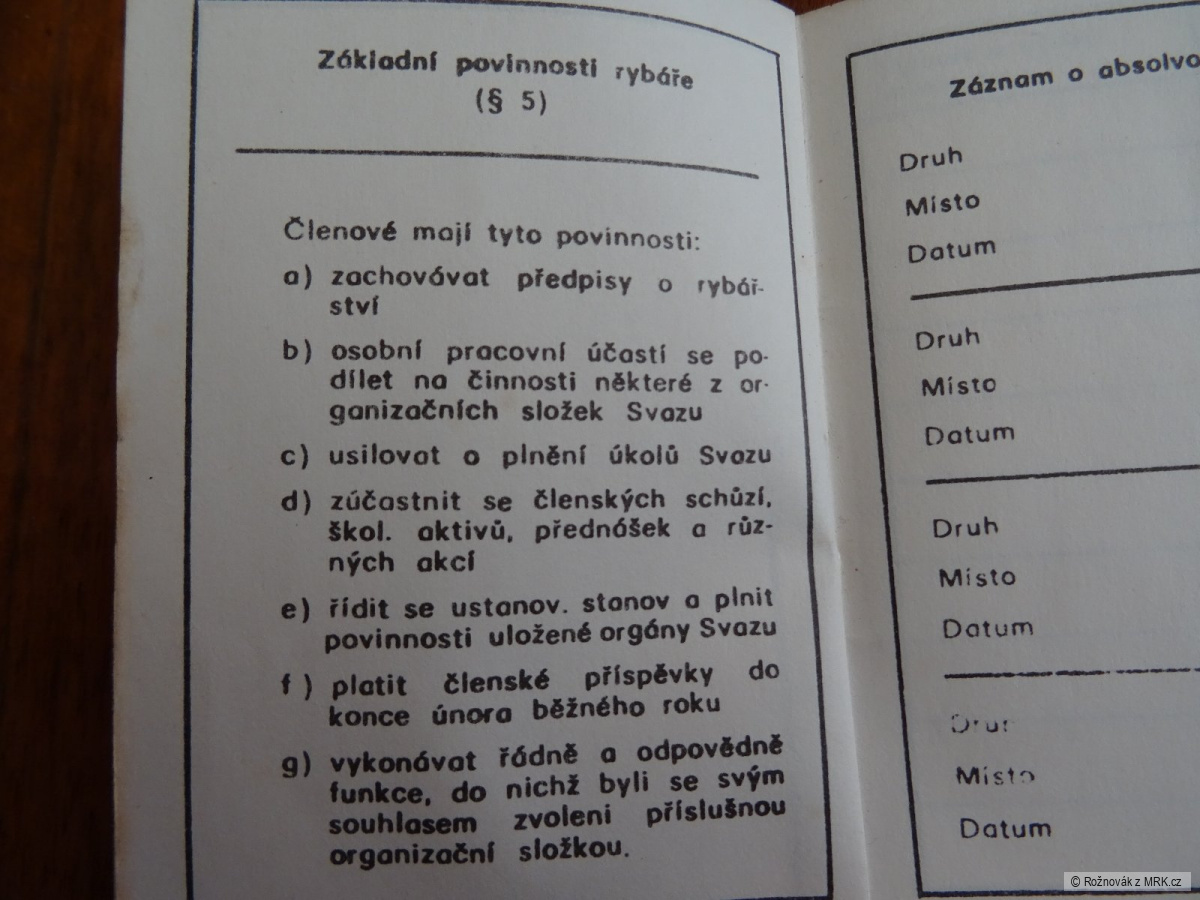 Základní povinnosti rybáře
(§ 5)
Členové mají tyto povinnosti:
a) zachovávat předpisy o rybář-
ství
b) osobní pracovní účastí se po-
dílet na činnosti některé z or-
ganizačních složek Svazu
c) usilovat o plnění úkolů Svazu
d) zúčastnit se členských schůzí,
škol. aktivů, přednášek a růz-
ných akcí
e) řídit se ustanov. stanov a plnit
povinnosti uložené orgány Svazu
f) platit členské příspěvky do
konce února běžného roku
g) vykonávat řádně a odpovědně
funkce, do nichž byli se svým
souhlasem zvoleni příslušnou
organizační složkou.
Záznam o absolvo
Druh
Místo
Datum
Druh
Místo
Datum
Druh
Místo
Datum
Druh
Místo
Datum
© Rožnovák z MRK.cz